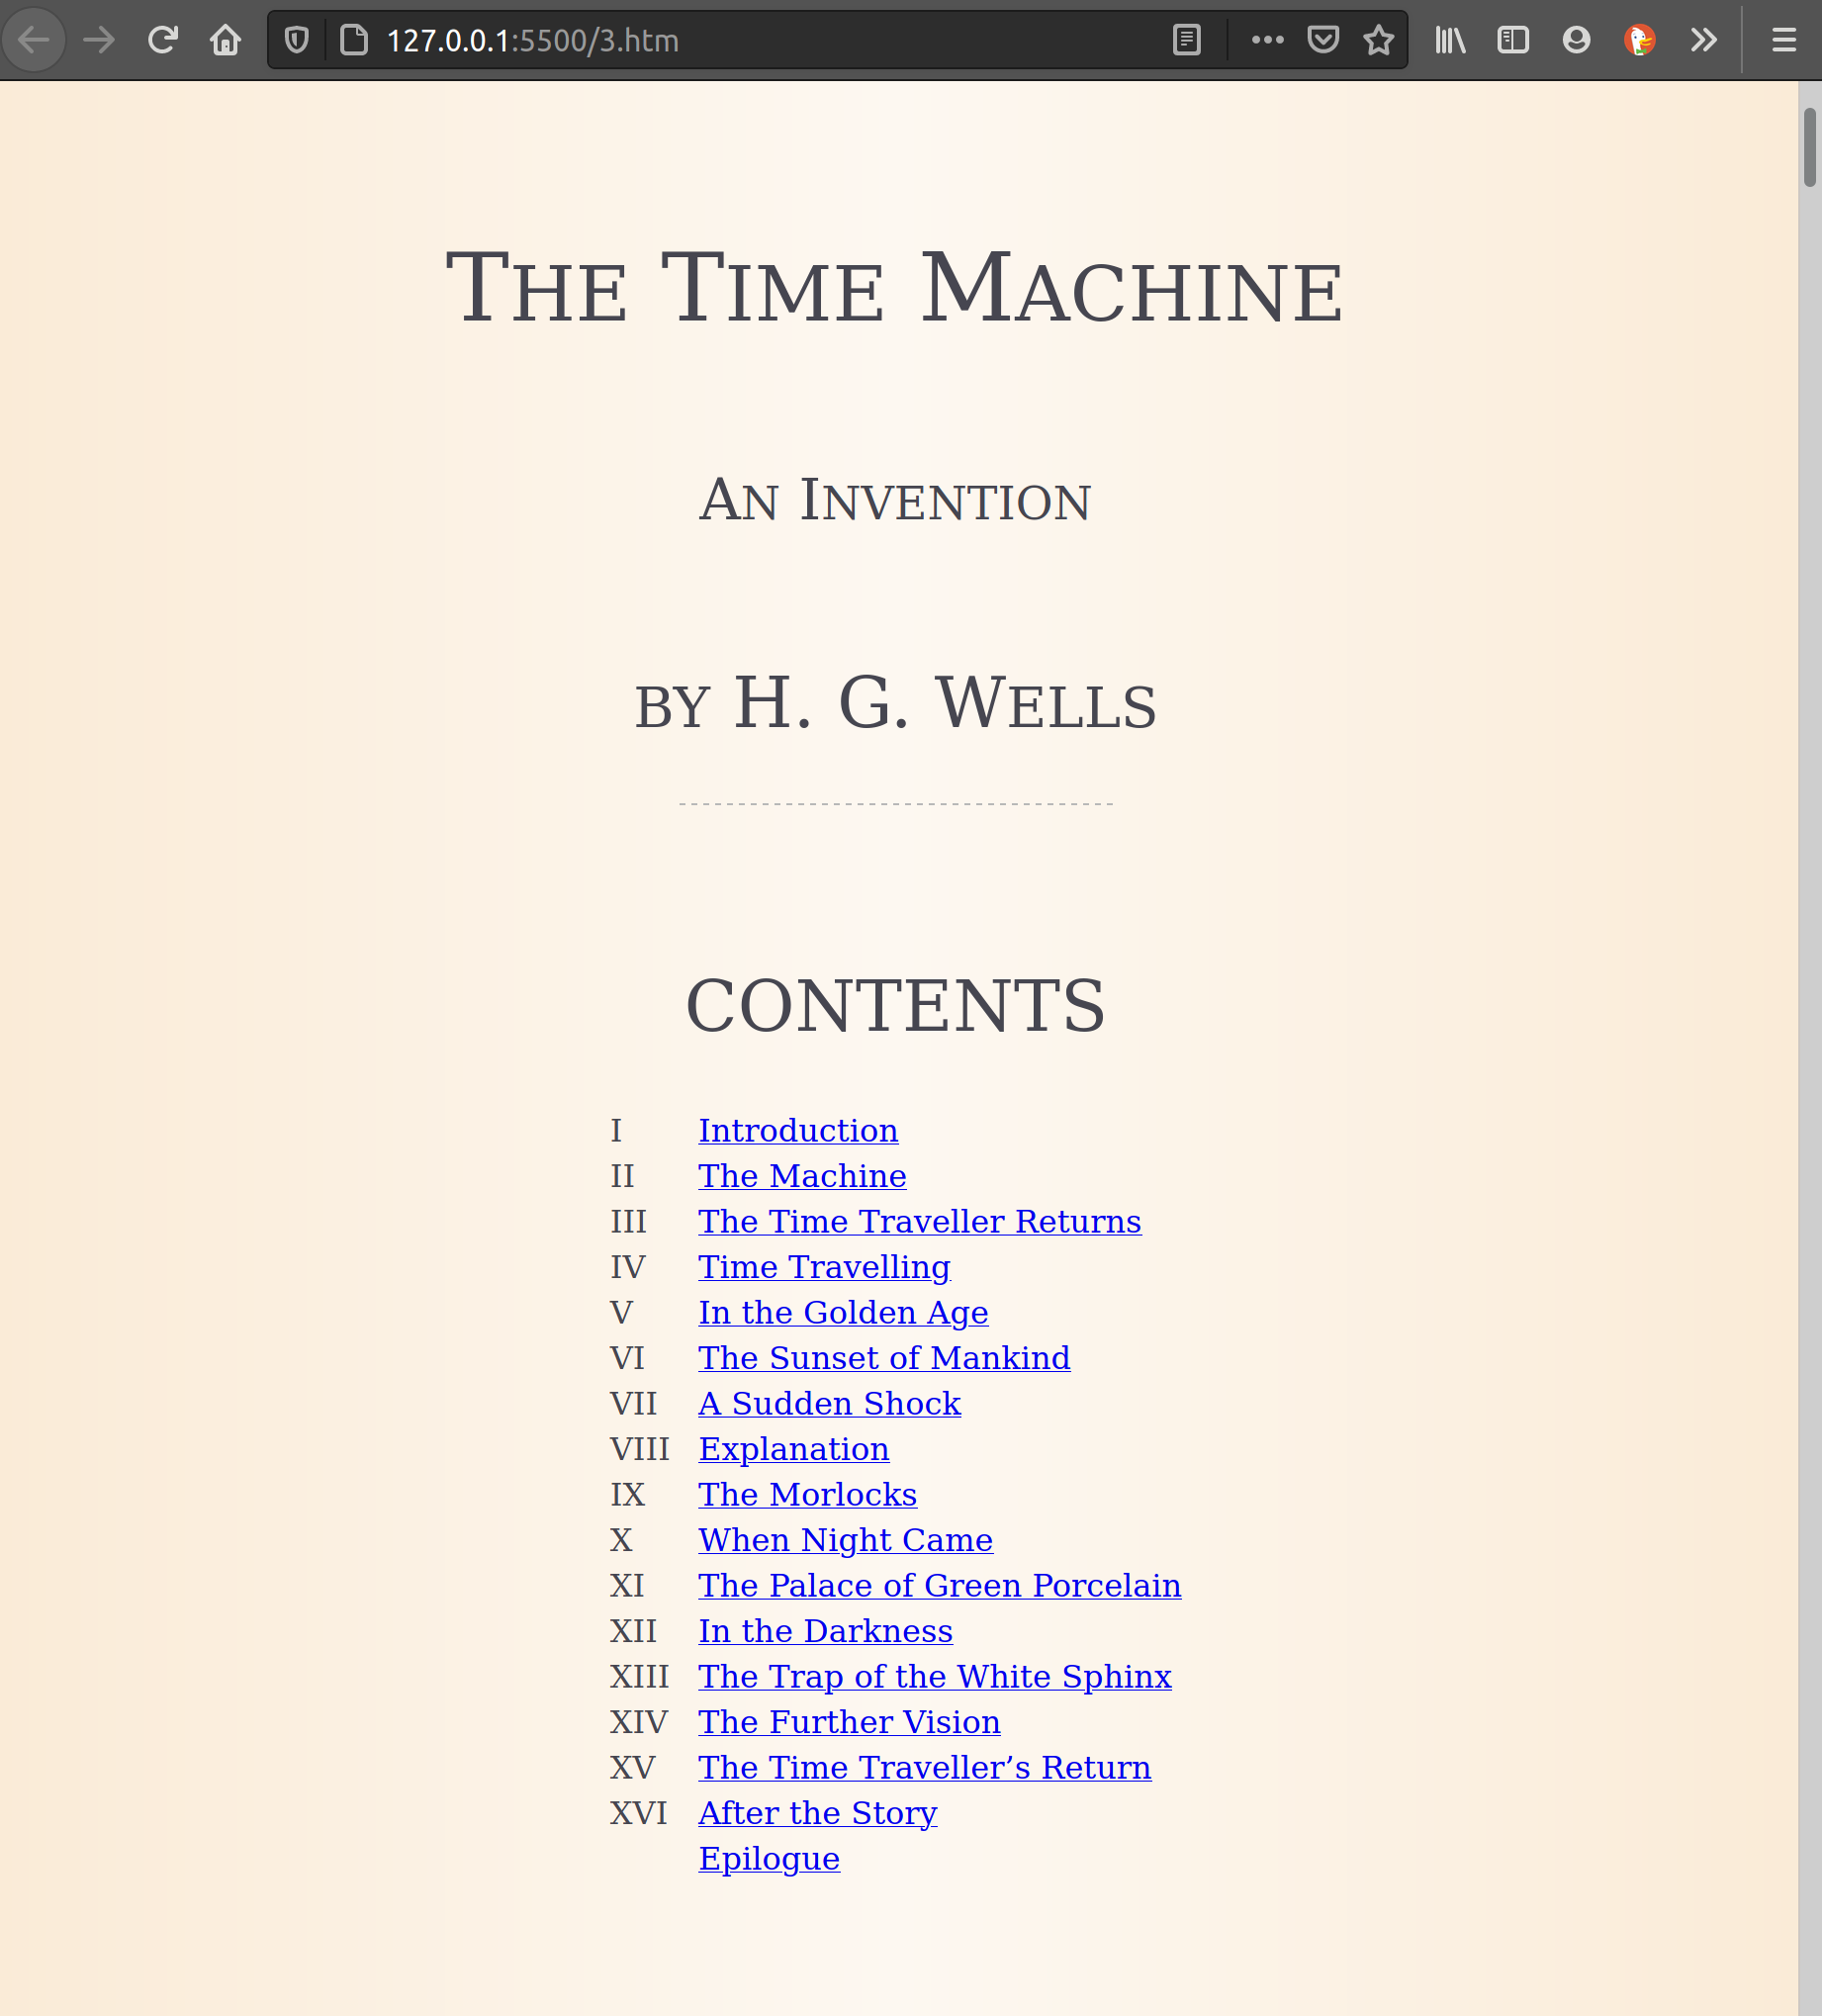 127.0.0.1:5500/3.htm
The Time Machine
An Invention
by H. G. Wells
CONTENTS
I Introduction
II The Machine
III The Time Traveller Returns
IV Time Travelling
V In the Golden Age
VI The Sunset of Mankind
VII A Sudden Shock
VIII Explanation
IX The Morlocks
X When Night Came
XI The Palace of Green Porcelain
XII In the Darkness
XIII The Trap of the White Sphinx
XIV The Further Vision
XV The Time Traveller’s Return
XVI After the Story
Epilogue